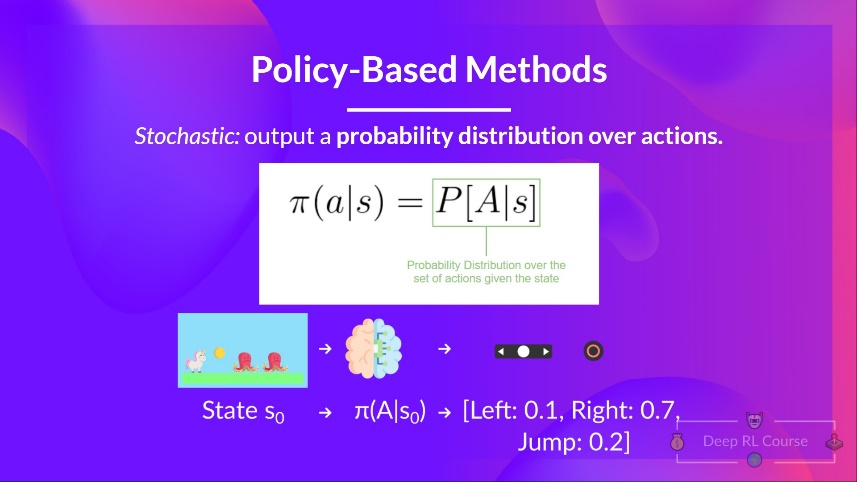 Policy-Based Methods
Stochastic: output a probability distribution over actions.
π(a|s) = P[A|s]
Probability Distribution over the
set of actions given the state
State s₀ → π(A|s₀) → [Left: 0.1, Right: 0.7,
Jump: 0.2]
Deep RL Course